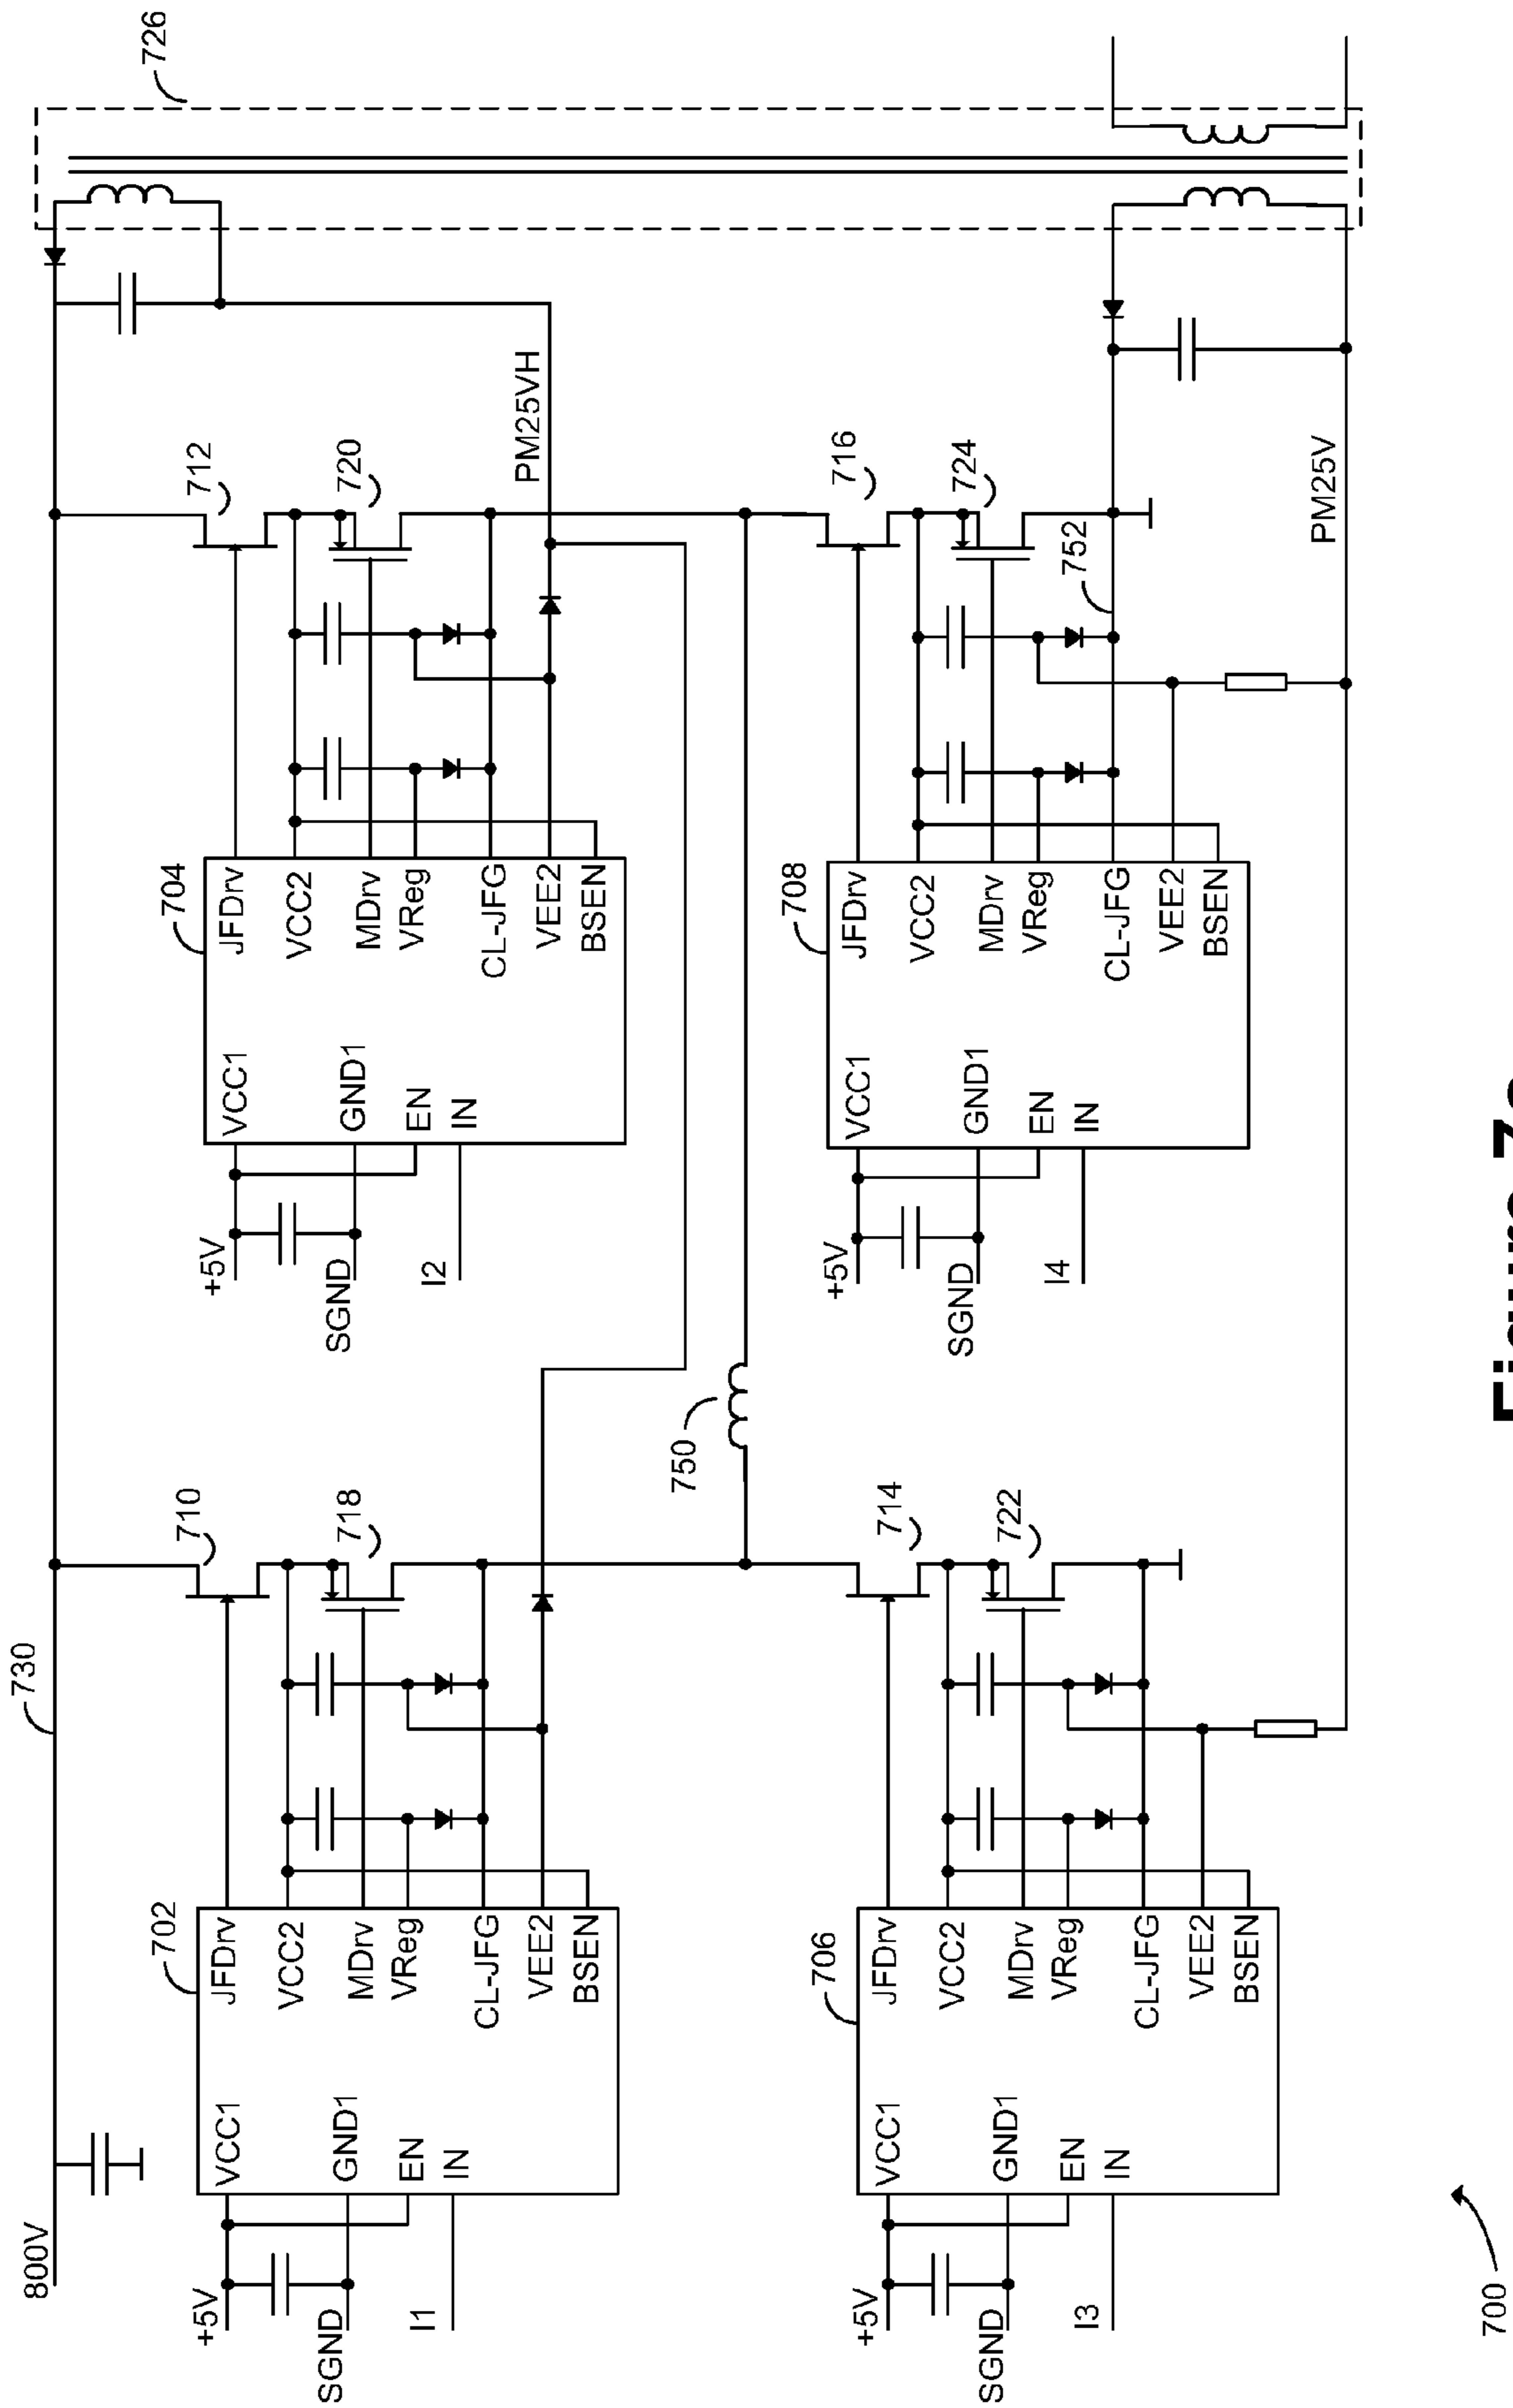 800V
730
710
712
726
+5V
SGND
I1
VCC1
GND1
EN
IN
702
JFDrv
VCC2
MDrv
VReg
CL-JFG
VEE2
BSEN
718
+5V
SGND
I2
VCC1
GND1
EN
IN
704
JFDrv
VCC2
MDrv
VReg
CL-JFG
VEE2
BSEN
720
PM25VH
750
+5V
SGND
I3
VCC1
GND1
EN
IN
706
JFDrv
VCC2
MDrv
VReg
CL-JFG
VEE2
BSEN
714
722
+5V
SGND
I4
VCC1
GND1
EN
IN
708
JFDrv
VCC2
MDrv
VReg
CL-JFG
VEE2
BSEN
716
724
752
PM25V
700
Figure